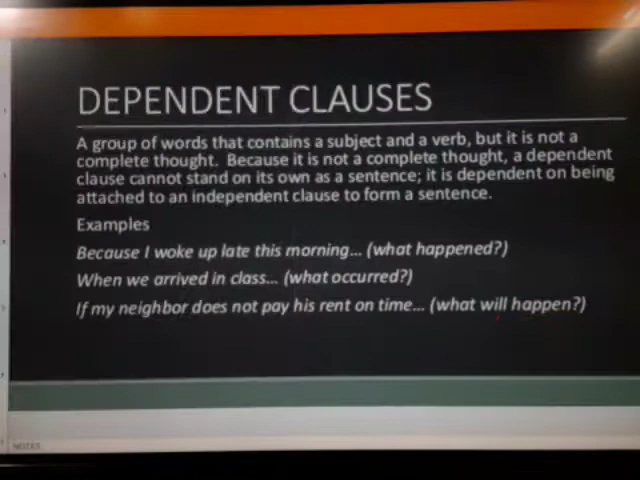 DEPENDENT CLAUSES
A group of words that contains a subject and a verb, but it is not a
complete thought. Because it is not a complete thought, a dependent
clause cannot stand on its own as a sentence; it is dependent on being
attached to an independent clause to form a sentence.
Examples
Because I woke up late this morning... (what happened?)
When we arrived in class... (what occurred?)
If my neighbor does not pay his rent on time... (what will happen?)
NOTES